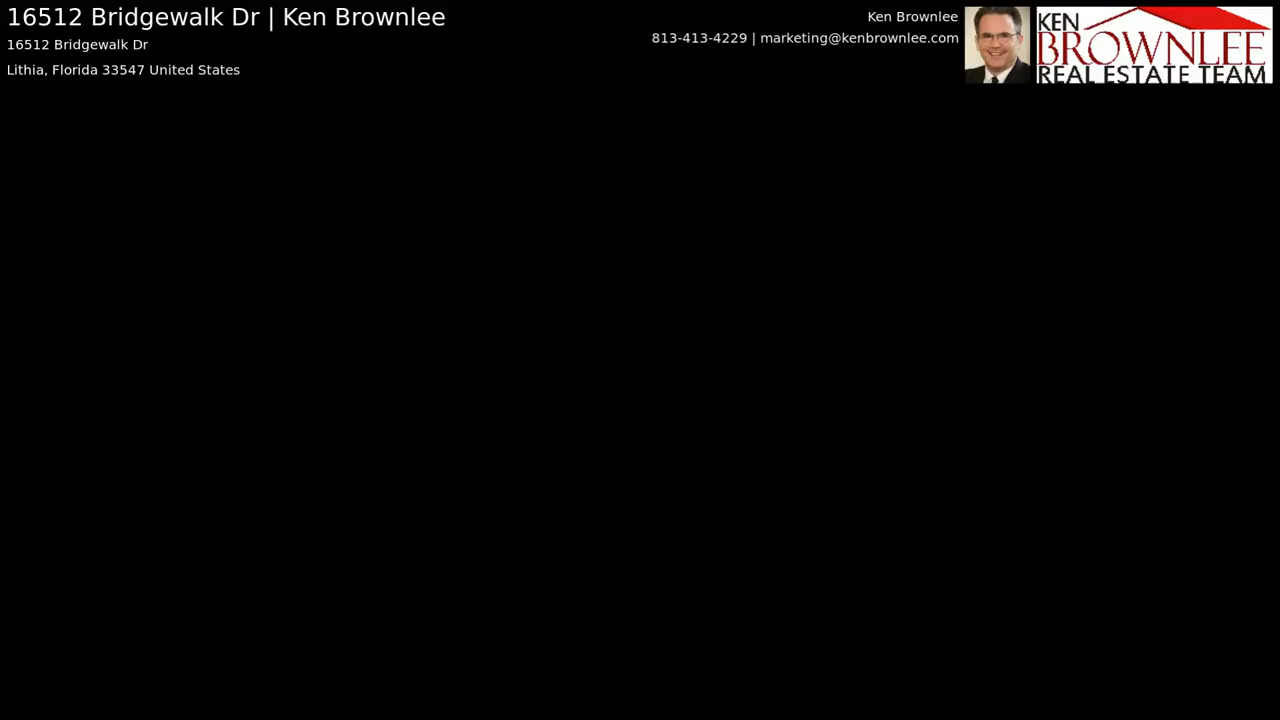 16512 Bridgewalk Dr | Ken Brownlee
16512 Bridgewalk Dr
Lithia, Florida 33547 United States
Ken Brownlee
813-413-4229 | marketing@kenbrownlee.com
KEN
BROWNLEE
REAL ESTATE TEAM